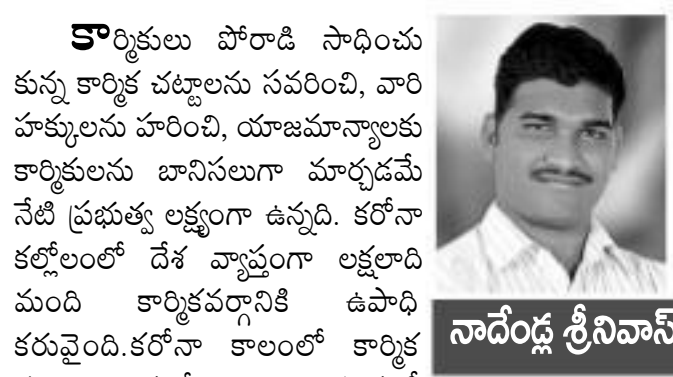 కార్మికులు పోరాడి సాధించు
కున్న కార్మిక చట్టాలను సవరించి, వారి
హక్కులను హరించి, యాజమాన్యాలకు
కార్మికులను బానిసలుగా మార్చడమే
నేటి ప్రభుత్వ లక్ష్యంగా ఉన్నది. కరోనా
కల్లోలంలో దేశ వ్యాప్తంగా లక్షలాది
మంది కార్మికవర్గానికి ఉపాధి
కరువైంది.కరోనా కాలంలో కార్మిక
నాదేండ్ల శ్రీనివాస్